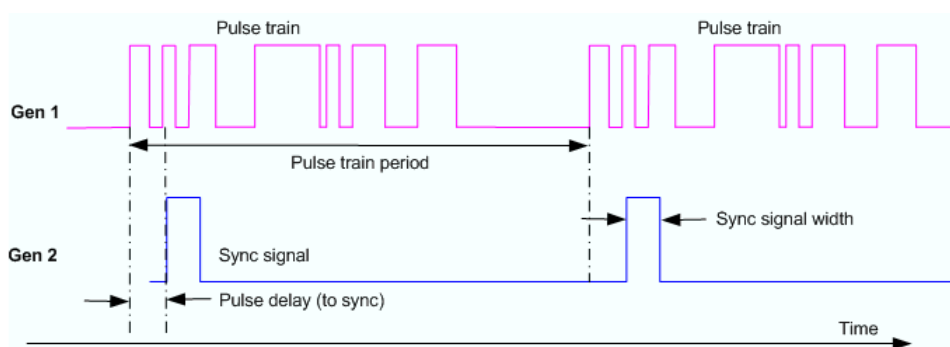 Pulse train
Pulse train
Gen 1
Pulse train period
Sync signal width
Gen 2
Sync signal
Pulse delay (to sync)
Time